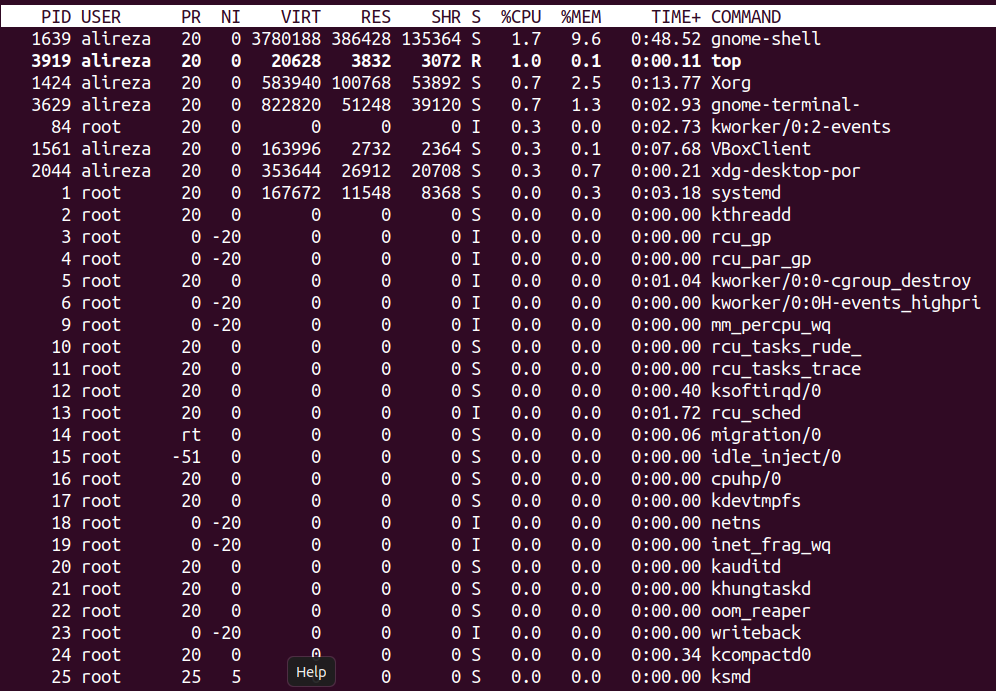 PID USER PR NI VIRT RES SHR S %CPU %MEM TIME+ COMMAND
1639 alireza 20 0 3780188 386428 135364 S 1.7 9.6 0:48.52 gnome-shell
3919 alireza 20 0 20628 3832 3072 R 1.0 0.1 0:00.11 top
1424 alireza 20 0 583940 100768 53892 S 0.7 2.5 0:13.77 Xorg
3629 alireza 20 0 822820 51248 39120 S 0.7 1.3 0:02.93 gnome-terminal-
84 root 20 0 0 0 0 I 0.3 0.0 0:02.73 kworker/0:2-events
1561 alireza 20 0 163996 2732 2364 S 0.3 0.1 0:07.68 VBoxClient
2044 alireza 20 0 353644 26912 20708 S 0.3 0.7 0:00.21 xdg-desktop-por
1 root 20 0 167672 11548 8368 S 0.0 0.3 0:03.18 systemd
2 root 20 0 0 0 0 S 0.0 0.0 0:00.00 kthreadd
3 root 0 -20 0 0 0 I 0.0 0.0 0:00.00 rcu_gp
4 root 0 -20 0 0 0 I 0.0 0.0 0:00.00 rcu_par_gp
5 root 20 0 0 0 0 I 0.0 0.0 0:01.04 kworker/0:0-cgroup_destroy
6 root 0 -20 0 0 0 I 0.0 0.0 0:00.00 kworker/0:0H-events_highpri
9 root 0 -20 0 0 0 I 0.0 0.0 0:00.00 mm_percpu_wq
10 root 20 0 0 0 0 S 0.0 0.0 0:00.00 rcu_tasks_rude_
11 root 20 0 0 0 0 S 0.0 0.0 0:00.00 rcu_tasks_trace
12 root 20 0 0 0 0 S 0.0 0.0 0:00.40 ksoftirqd/0
13 root 20 0 0 0 0 I 0.0 0.0 0:01.72 rcu_sched
14 root rt 0 0 0 0 S 0.0 0.0 0:00.06 migration/0
15 root -51 0 0 0 0 S 0.0 0.0 0:00.00 idle_inject/0
16 root 20 0 0 0 0 S 0.0 0.0 0:00.00 cpuhp/0
17 root 20 0 0 0 0 S 0.0 0.0 0:00.00 kdevtmpfs
18 root 0 -20 0 0 0 I 0.0 0.0 0:00.00 netns
19 root 0 -20 0 0 0 I 0.0 0.0 0:00.00 inet_frag_wq
20 root 20 0 0 0 0 S 0.0 0.0 0:00.00 kauditd
21 root 20 0 0 0 0 S 0.0 0.0 0:00.00 khungtaskd
22 root 20 0 0 0 0 S 0.0 0.0 0:00.00 oom_reaper
23 root 0 -20 0 0 0 I 0.0 0.0 0:00.00 writeback
24 root 20 0 0 0 0 S 0.0 0.0 0:00.34 kcompactd0
25 root 25 5 0 0 S 0.0 0.0 0:00.00 ksmd
Help